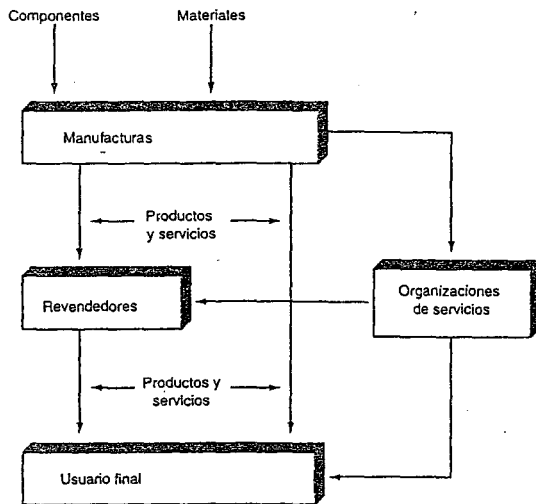 Componentes
Materiales
Manufacturas
Productos
y servicios
Revendedores
Organizaciones
de servicios
Productos y
servicios
Usuario final